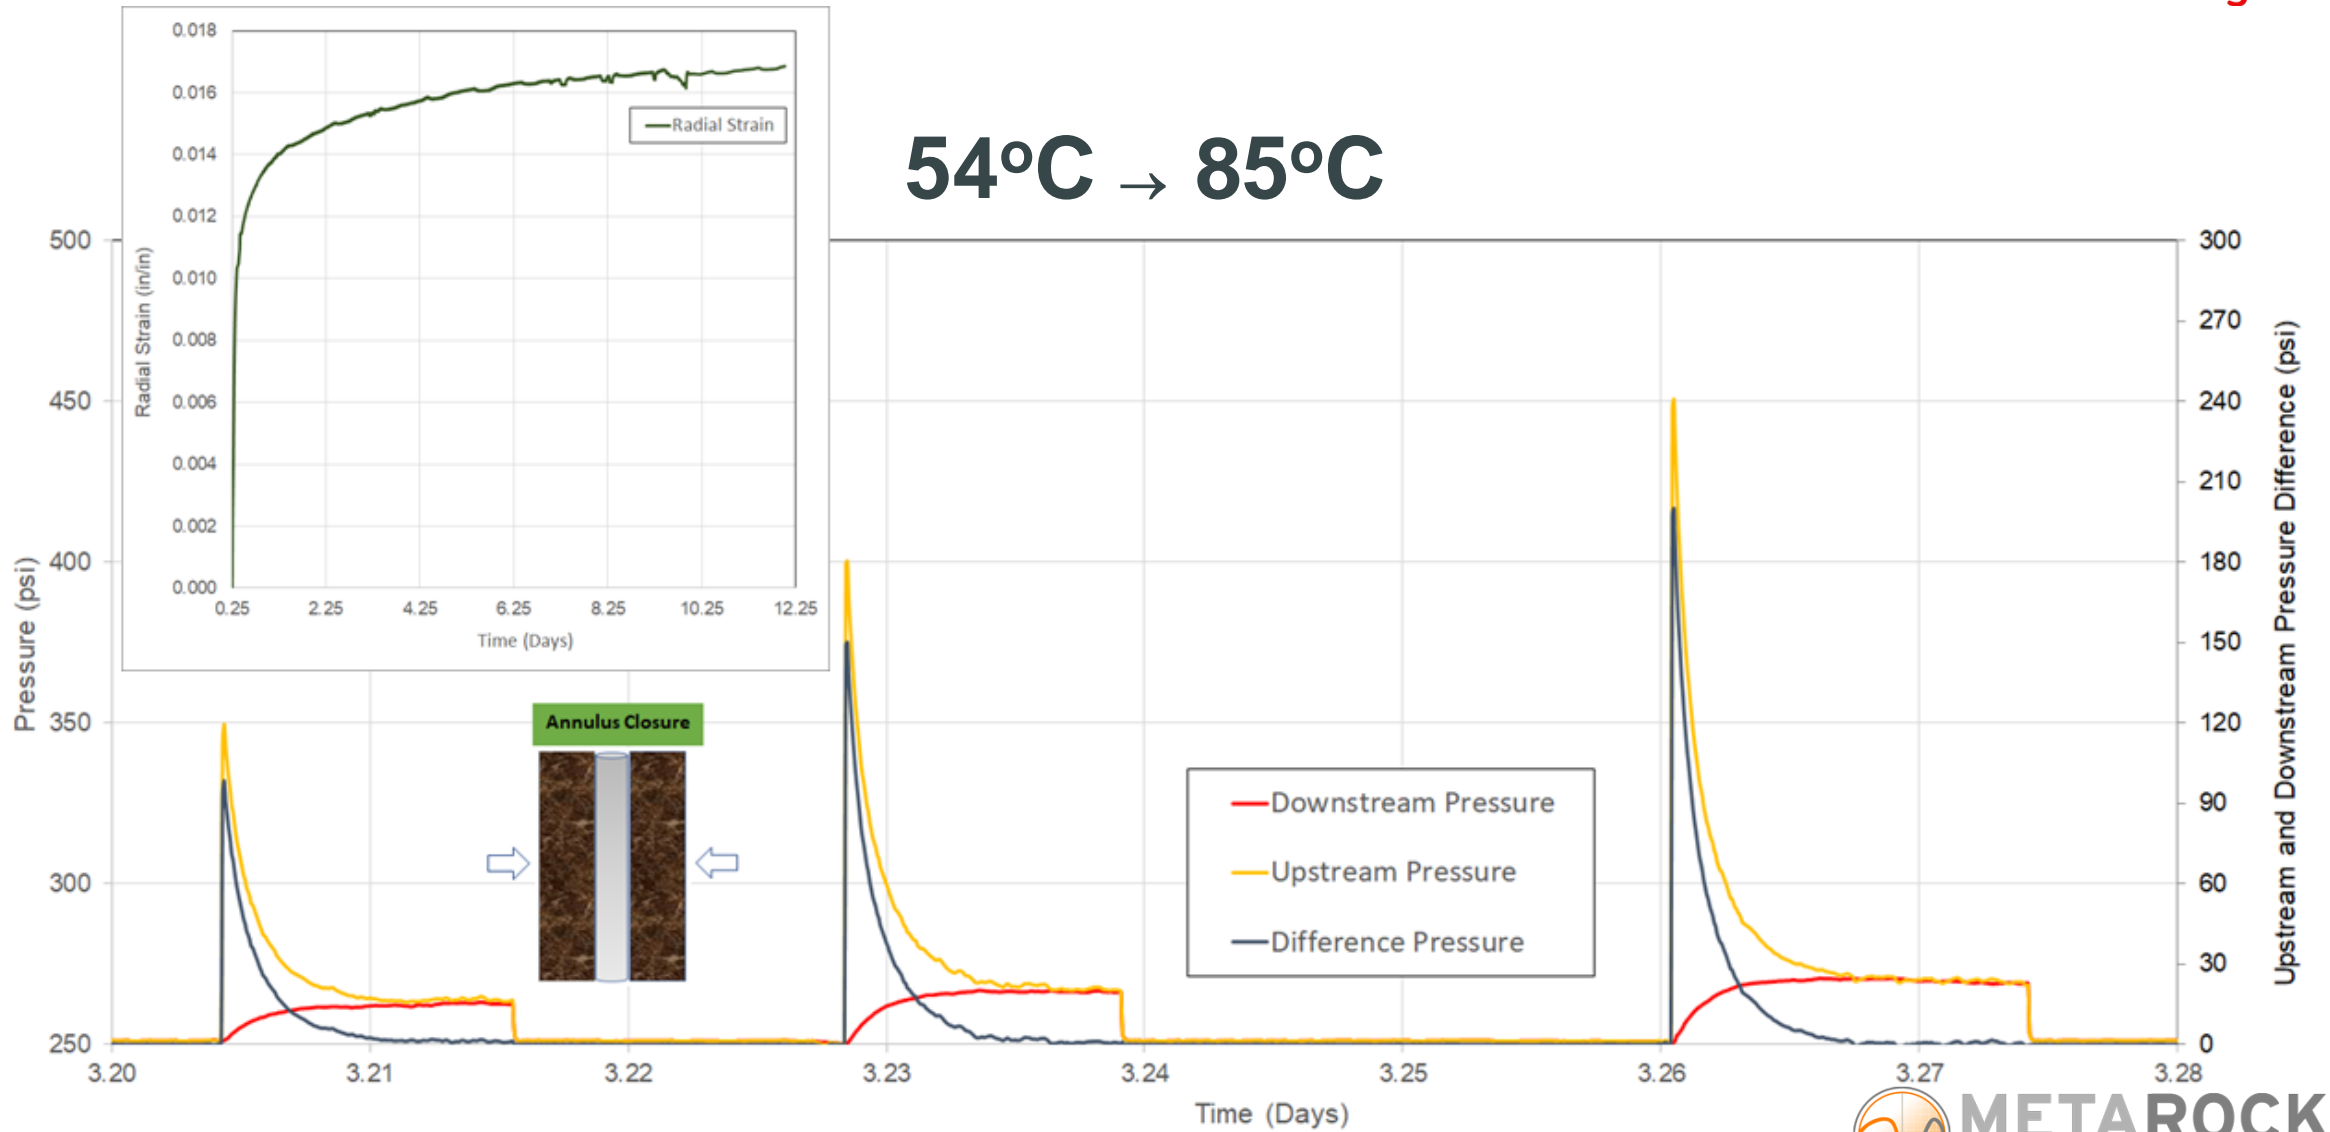 0.018
0.016
0.014
0.012
0.010
0.008
0.006
0.004
0.002
0.000
Radial Strain (in/in)
Radial Strain
0.25 2.25 4.25 6.25 8.25 10.25 12.25
Time (Days)
54°C → 85°C
500
450
400
350
300
250
Pressure (psi)
Annulus Closure
Downstream Pressure
Upstream Pressure
Difference Pressure
300
270
240
210
180
150
120
90
60
30
0
Upstream and Downstream Pressure Difference (psi)
3.20 3.21 3.22 3.23 3.24 3.25 3.26 3.27 3.28
Time (Days)
METAROCK